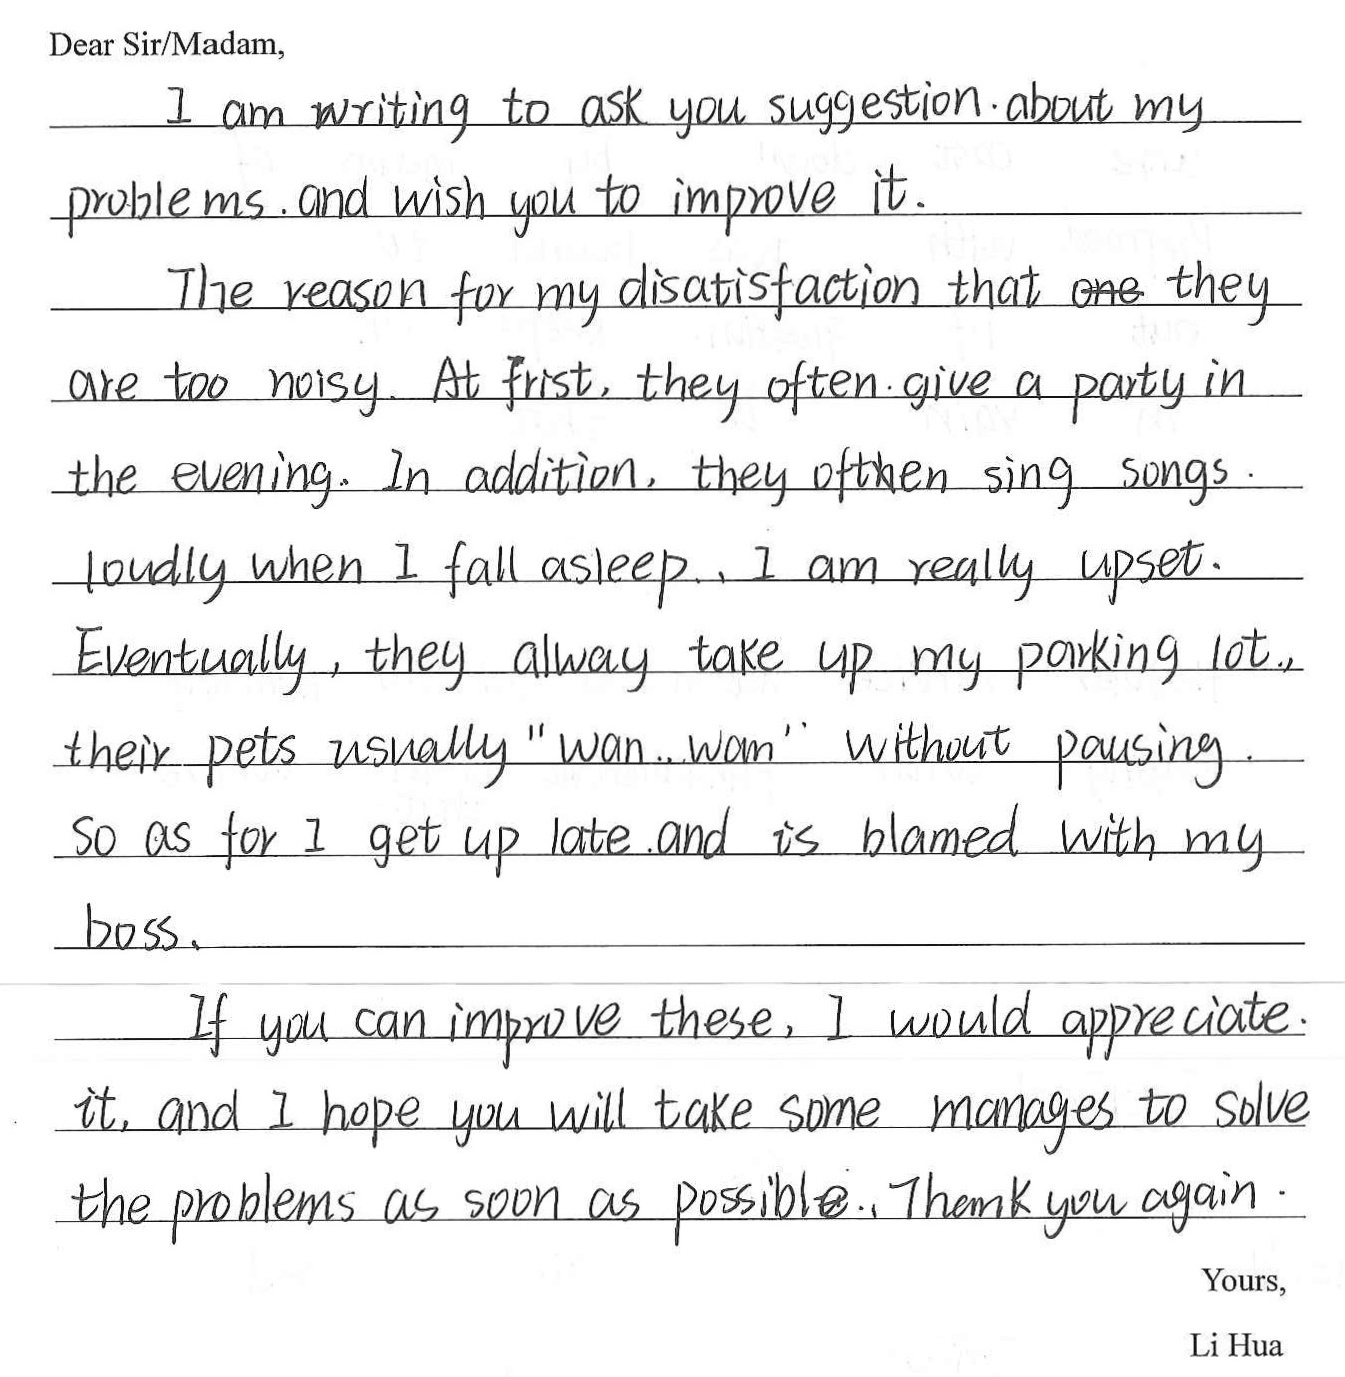 Dear Sir/Madam,
I am writing to ask you suggestion. about my
problems. and wish you to improve it.
The reason for my disatisfaction that one they
are too noisy. At frist, they often. give a party in
the evening. In addition, they ofthen sing songs.
loudly when I fall asleep., I am really upset.
Eventually, they alway take up my parking lot.,
their pets usually "wan..wan" without pausing.
So as for I get up late.and is blamed with my
boss.
If you can improve these, I would appreciate.
it, and I hope you will take some manages to solve
the problems as soon as possible., Thank you again.
Yours,
Li Hua